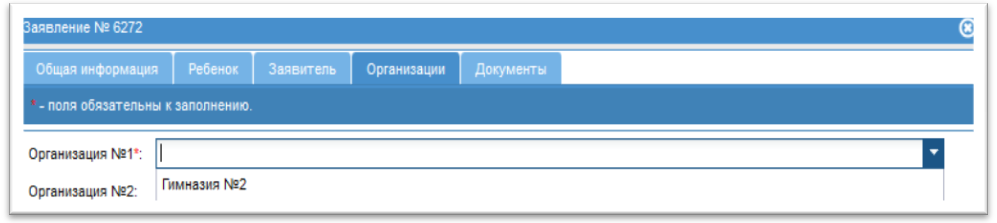 Заявление № 6272
Общая информация Ребенок Заявитель Организации Документы
* - поля обязательны к заполнению.
Организация №1*:
Гимназия №2
Организация №2: